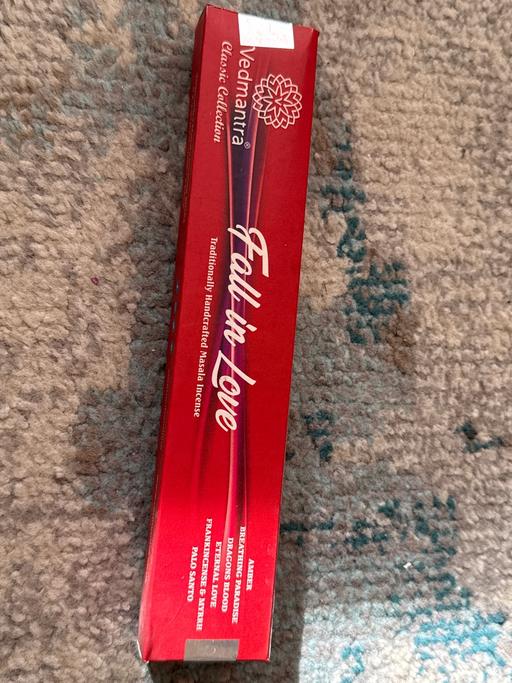 Vedmantra®
Classic Collection
Fall in Love
Traditionally Handcrafted Masala Incense
AMBER
BREATHING PARADISE
DRAGONS BLOOD
ETERNAL LOVE
FRANKINCENSE & MYRRH
PALO SANTO